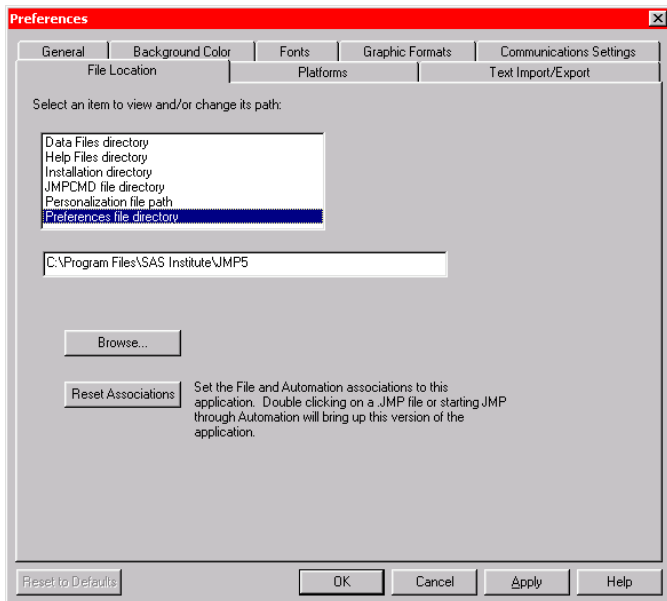 Preferences
General Background Color Fonts Graphic Formats Communications Settings
File Location Platforms Text Import/Export
Select an item to view and/or change its path:
Data Files directory
Help Files directory
Installation directory
JMPCMD file directory
Personalization file path
Preferences file directory
C:\Program Files\SAS Institute\JMP5
Browse...
Reset Associations
Set the File and Automation associations to this
application. Double clicking on a .JMP file or starting JMP
through Automation will bring up this version of the
application.
Reset to Defaults OK Cancel Apply Help